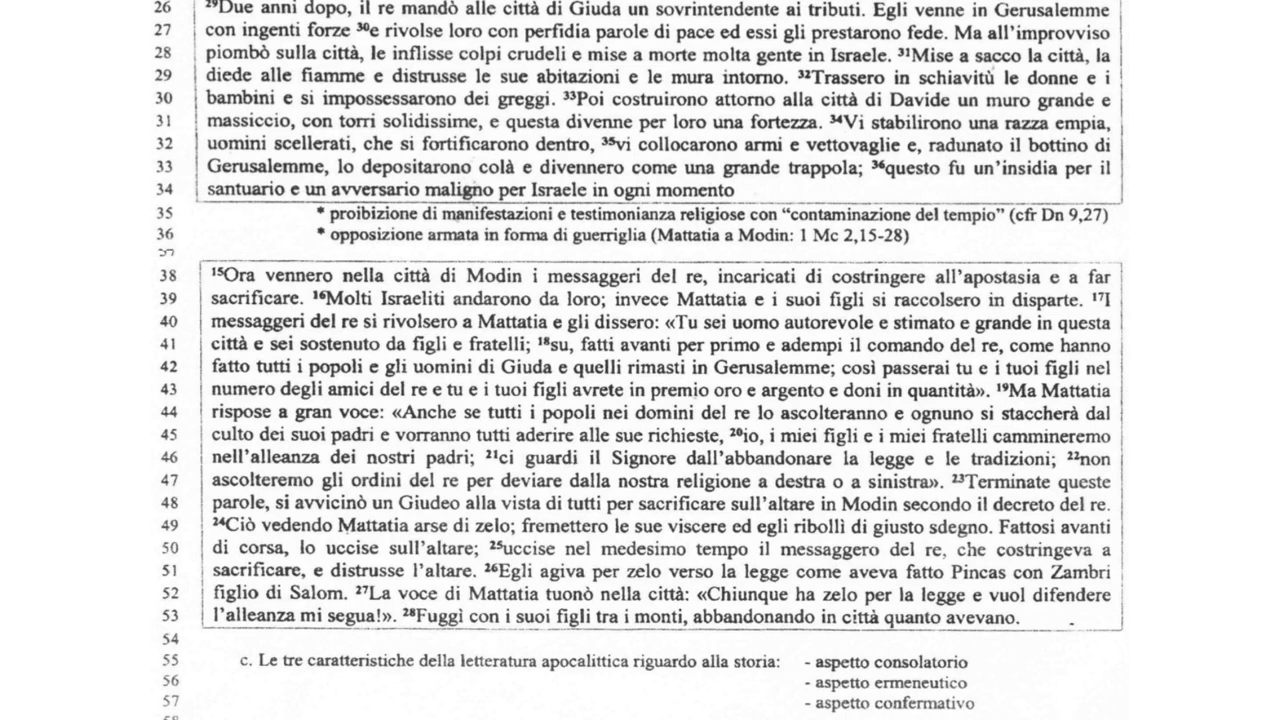 26 ²⁹Due anni dopo, il re mandò alle città di Giuda un sovrintendente ai tributi. Egli venne in Gerusalemme
27 con ingenti forze ³⁰e rivolse loro con perfidia parole di pace ed essi gli prestarono fede. Ma all'improvviso
28 piombò sulla città, le inflisse colpi crudeli e mise a morte molta gente in Israele. ³¹Mise a sacco la città, la
29 diede alle fiamme e distrusse le sue abitazioni e le mura intorno. ³²Trassero in schiavitù le donne e i
30 bambini e si impossessarono dei greggi. ³³Poi costruirono attorno alla città di Davide un muro grande e
31 massiccio, con torri solidissime, e questa divenne per loro una fortezza. ³⁴Vi stabilirono una razza empia,
32 uomini scellerati, che si fortificarono dentro, ³⁵vi collocarono armi e vettovaglie e, radunato il bottino di
33 Gerusalemme, lo depositarono colà e divennero come una grande trappola; ³⁶questo fu un'insidia per il
34 santuario e un avversario maligno per Israele in ogni momento
35 * proibizione di manifestazioni e testimonianza religiose con “contaminazione del tempio” (cfr Dn 9,27)
36 * opposizione armata in forma di guerriglia (Mattatia a Modin: 1 Mc 2,15-28)
37
38 ¹⁵Ora vennero nella città di Modin i messaggeri del re, incaricati di costringere all'apostasia e a far
39 sacrificare. ¹⁶Molti Israeliti andarono da loro; invece Mattatia e i suoi figli si raccolsero in disparte. ¹⁷I
40 messaggeri del re si rivolsero a Mattatia e gli dissero: «Tu sei uomo autorevole e stimato e grande in questa
41 città e sei sostenuto da figli e fratelli; ¹⁸su, fatti avanti per primo e adempi il comando del re, come hanno
42 fatto tutti i popoli e gli uomini di Giuda e quelli rimasti in Gerusalemme; così passerai tu e i tuoi figli nel
43 numero degli amici del re e tu e i tuoi figli avrete in premio oro e argento e doni in quantità». ¹⁹Ma Mattatia
44 rispose a gran voce: «Anche se tutti i popoli nei domini del re lo ascolteranno e ognuno si staccherà dal
45 culto dei suoi padri e vorranno tutti aderire alle sue richieste, ²⁰io, i miei figli e i miei fratelli cammineremo
46 nell'alleanza dei nostri padri; ²¹ci guardi il Signore dall'abbandonare la legge e le tradizioni; ²²non
47 ascolteremo gli ordini del re per deviare dalla nostra religione a destra o a sinistra». ²³Terminate queste
48 parole, si avvicinò un Giudeo alla vista di tutti per sacrificare sull'altare in Modin secondo il decreto del re.
49 ²⁴Ciò vedendo Mattatia arse di zelo; fremettero le sue viscere ed egli ribollì di giusto sdegno. Fattosi avanti
50 di corsa, lo uccise sull'altare; ²⁵uccise nel medesimo tempo il messaggero del re, che costringeva a
51 sacrificare, e distrusse l'altare. ²⁶Egli agiva per zelo verso la legge come aveva fatto Pincas con Zambri
52 figlio di Salom. ²⁷La voce di Mattatia tuonò nella città: «Chiunque ha zelo per la legge e vuol difendere
53 l'alleanza mi segua!». ²⁸Fuggì con i suoi figli tra i monti, abbandonando in città quanto avevano.
54
55 c. Le tre caratteristiche della letteratura apocalittica riguardo alla storia: - aspetto consolatorio
56 - aspetto ermeneutico
57 - aspetto confermativo